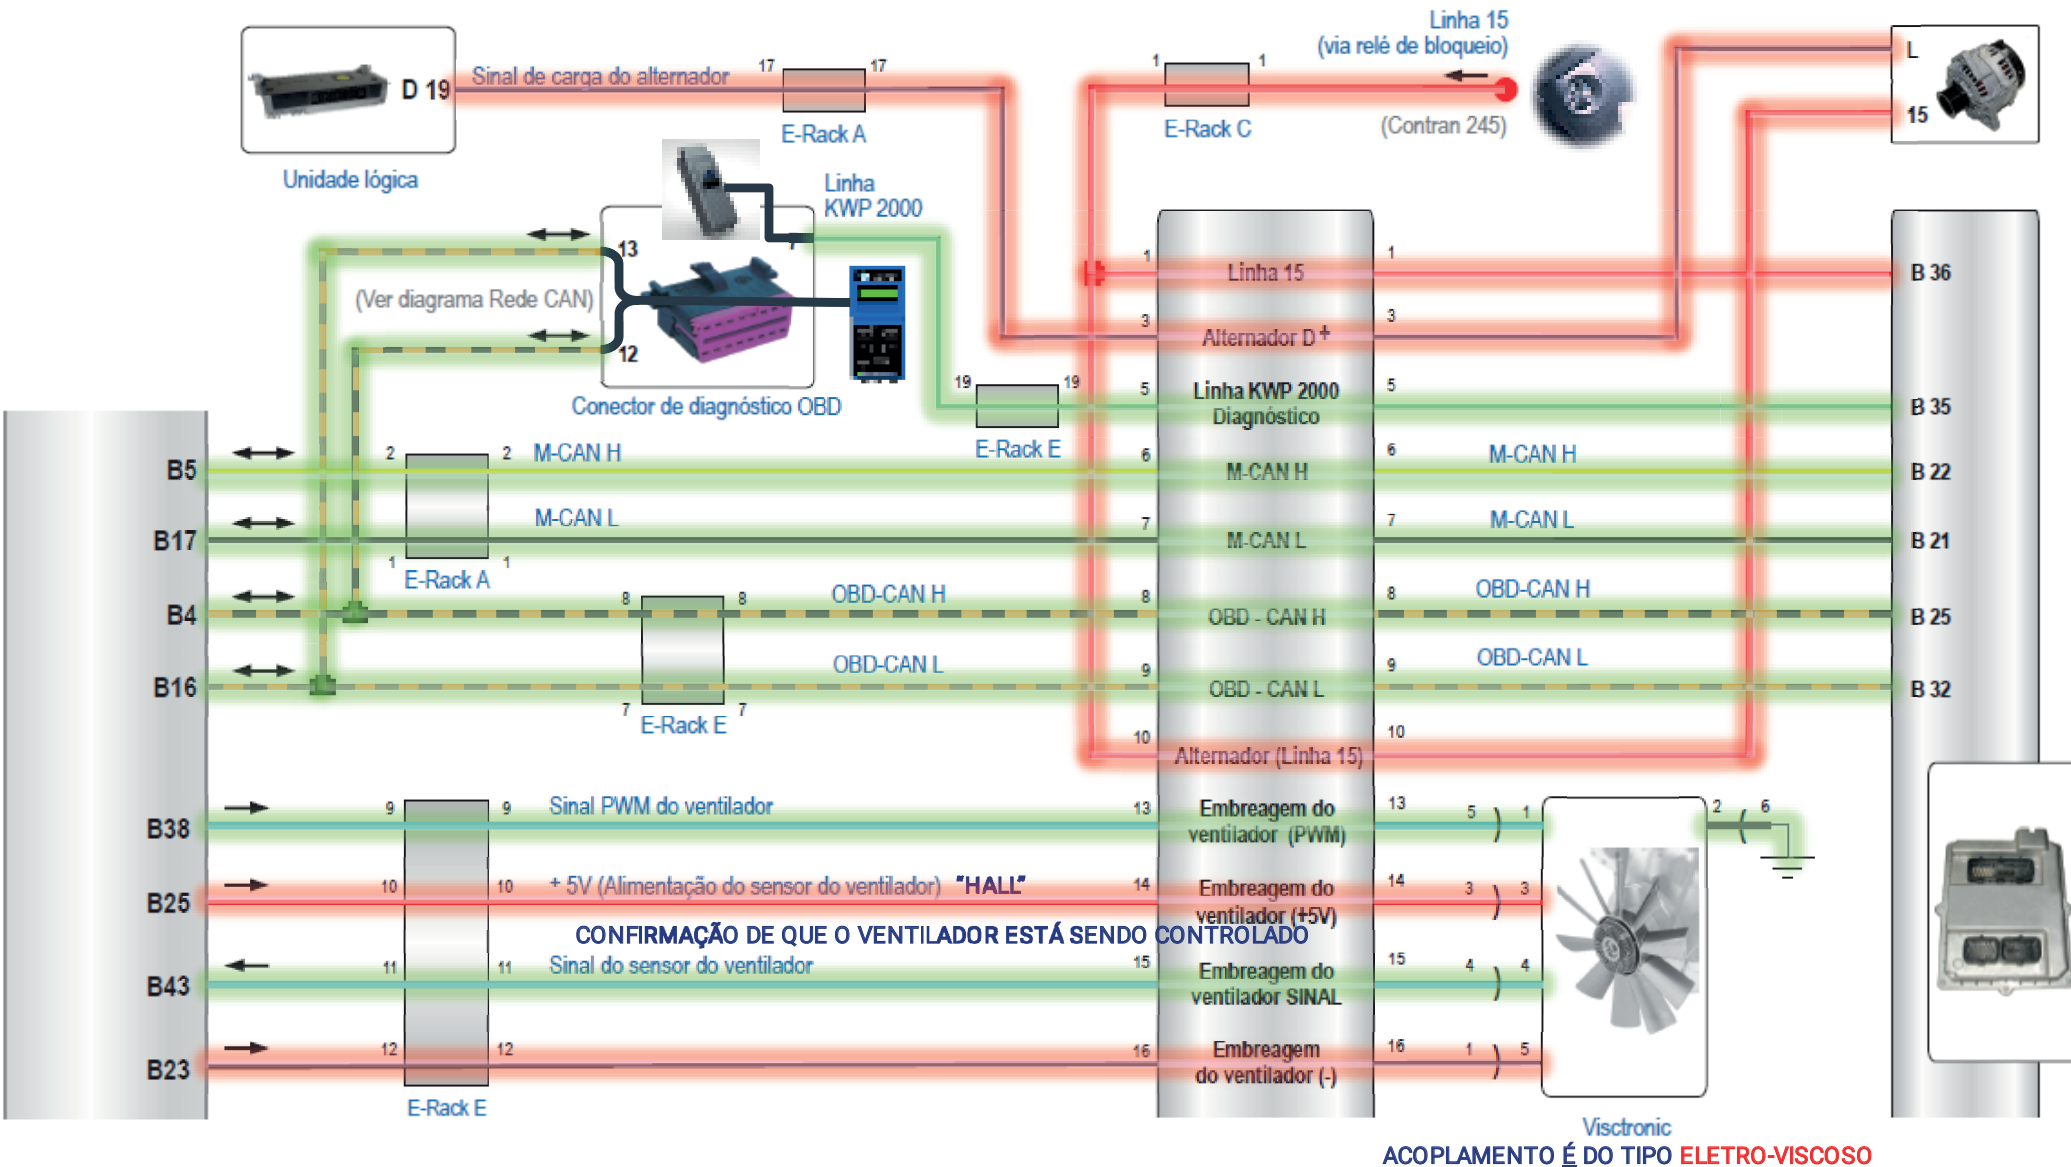 Linha 15
(via relé de bloqueio)
L
D 19
Sinal de carga do alternador
17
17
E-Rack A
1
1
E-Rack C
(Contran 245)
15
Unidade lógica
Linha
KWP 2000
7
13
(Ver diagrama Rede CAN)
12
Conector de diagnóstico OBD
1
Linha 15
1
B 36
3
Alternador D+
3
19
19
E-Rack E
5
Linha KWP 2000
Diagnóstico
5
B 35
B5
2
2
M-CAN H
6
M-CAN H
6
M-CAN H
B 22
B17
M-CAN L
7
M-CAN L
7
M-CAN L
B 21
1
1
E-Rack A
B4
8
8
OBD-CAN H
8
OBD - CAN H
8
OBD-CAN H
B 25
B16
OBD-CAN L
9
OBD - CAN L
9
OBD-CAN L
B 32
7
7
E-Rack E
10
Alternador (Linha 15)
10
B38
9
9
Sinal PWM do ventilador
13
Embreagem do
ventilador (PWM)
13
5
1
2
6
B25
10
10
+ 5V (Alimentação do sensor do ventilador) "HALL"
14
Embreagem do
ventilador (+5V)
14
3
3
CONFIRMAÇÃO DE QUE O VENTILADOR ESTÁ SENDO CONTROLADO
B43
11
11
Sinal do sensor do ventilador
15
Embreagem do
ventilador SINAL
15
4
4
B23
12
12
16
Embreagem
do ventilador (-)
16
1
5
E-Rack E
Visctronic
ACOPLAMENTO É DO TIPO ELETRO-VISCOSO